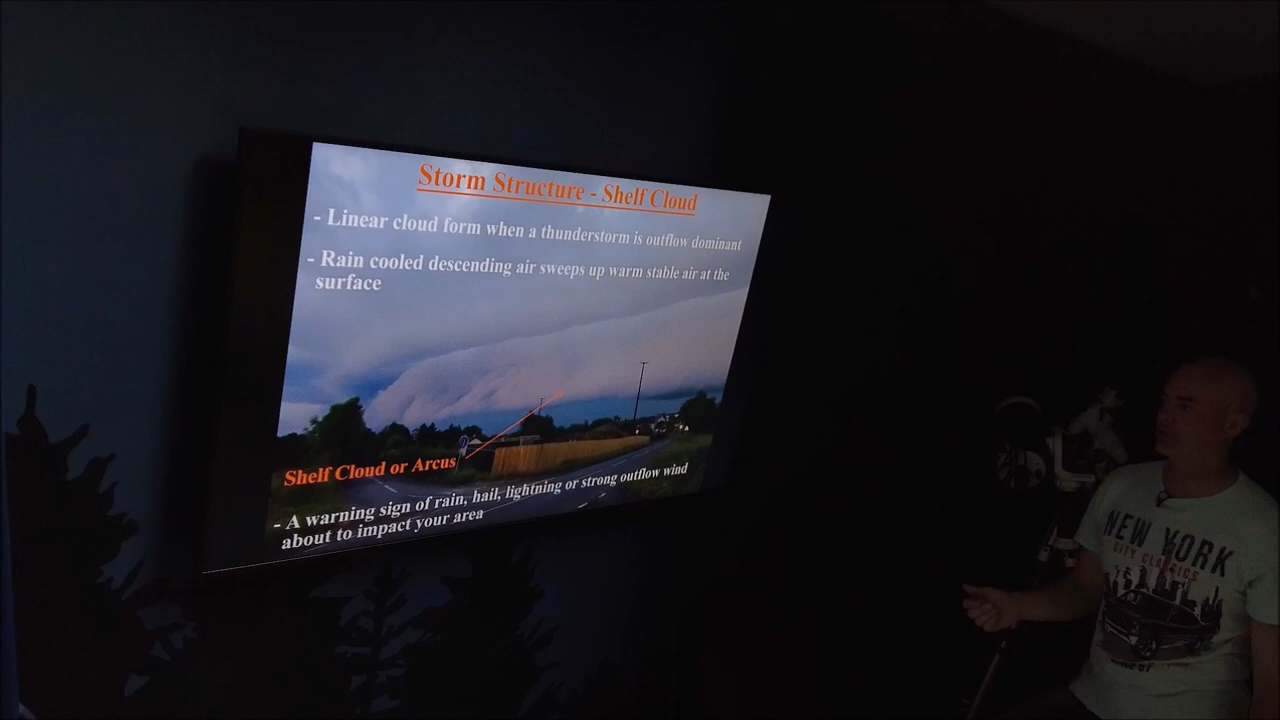 Storm Structure - Shelf Cloud
- Linear cloud form when a thunderstorm is outflow dominant
- Rain cooled descending air sweeps up warm stable air at the
surface
Shelf Cloud or Arcus
- A warning sign of rain, hail, lightning or strong outflow wind
about to impact your area
NEW YORK
CITY CLASSICS